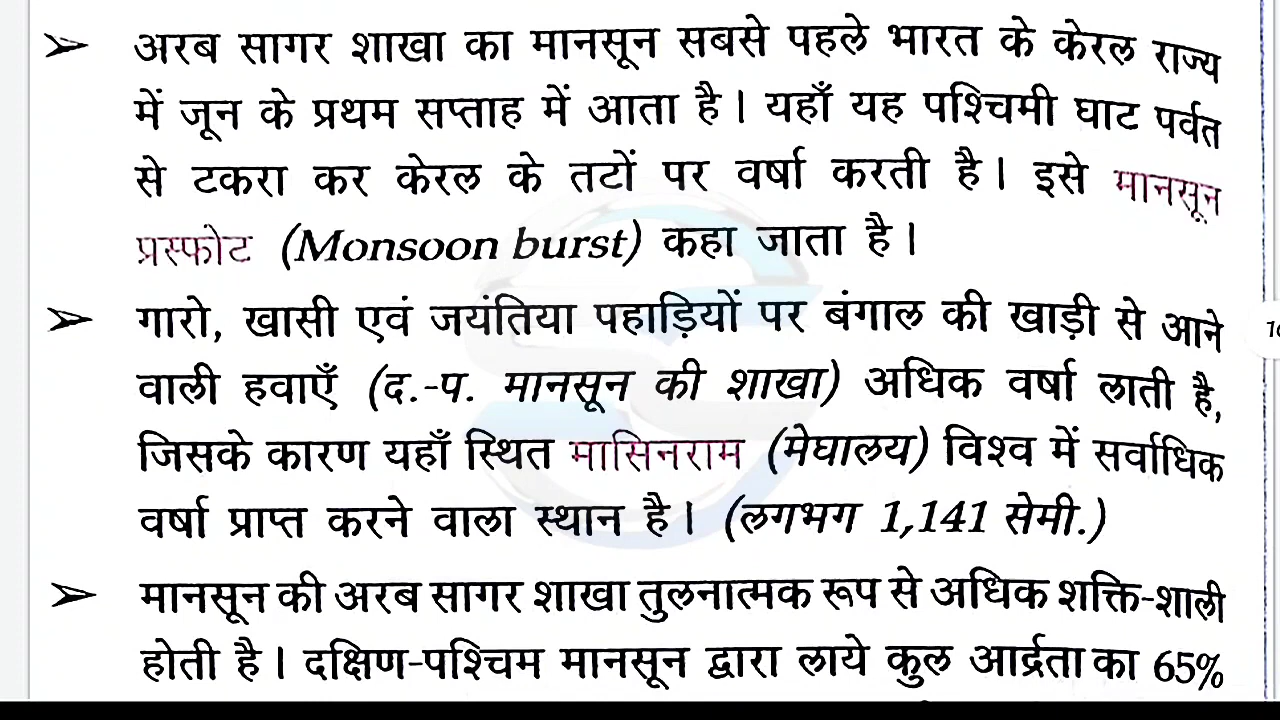 ➢ अरब सागर शाखा का मानसून सबसे पहले भारत के केरल राज्य
में जून के प्रथम सप्ताह में आता है। यहाँ यह पश्चिमी घाट पर्वत
से टकरा कर केरल के तटों पर वर्षा करती है। इसे मानसून
प्रस्फोट (Monsoon burst) कहा जाता है।
➢ गारो, खासी एवं जयंतिया पहाड़ियों पर बंगाल की खाड़ी से आने
वाली हवाएँ (द.-प. मानसून की शाखा) अधिक वर्षा लाती है,
जिसके कारण यहाँ स्थित मासिनराम (मेघालय) विश्व में सर्वाधिक
वर्षा प्राप्त करने वाला स्थान है। (लगभग 1,141 सेमी.)
➢ मानसून की अरब सागर शाखा तुलनात्मक रूप से अधिक शक्ति-शाली
होती है। दक्षिण-पश्चिम मानसून द्वारा लाये कुल आर्द्रता का 65%